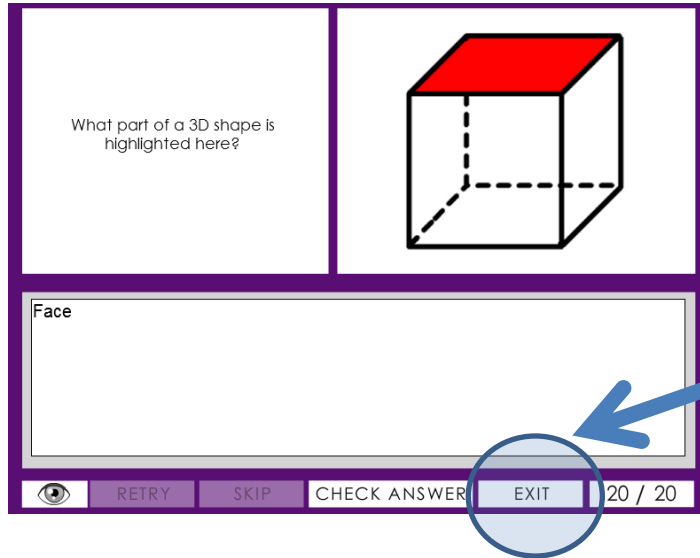 What part of a 3D shape is
highlighted here?
Face
RETRY SKIP CHECK ANSWER EXIT 20 / 20